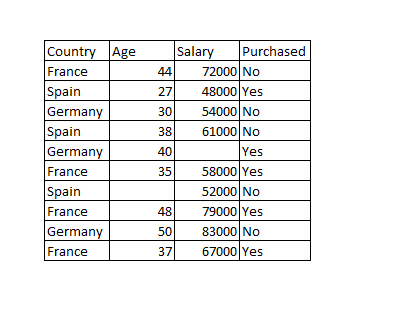 Country Age Salary Purchased
France 44 72000 No
Spain 27 48000 Yes
Germany 30 54000 No
Spain 38 61000 No
Germany 40 Yes
France 35 58000 Yes
Spain 52000 No
France 48 79000 Yes
Germany 50 83000 No
France 37 67000 Yes